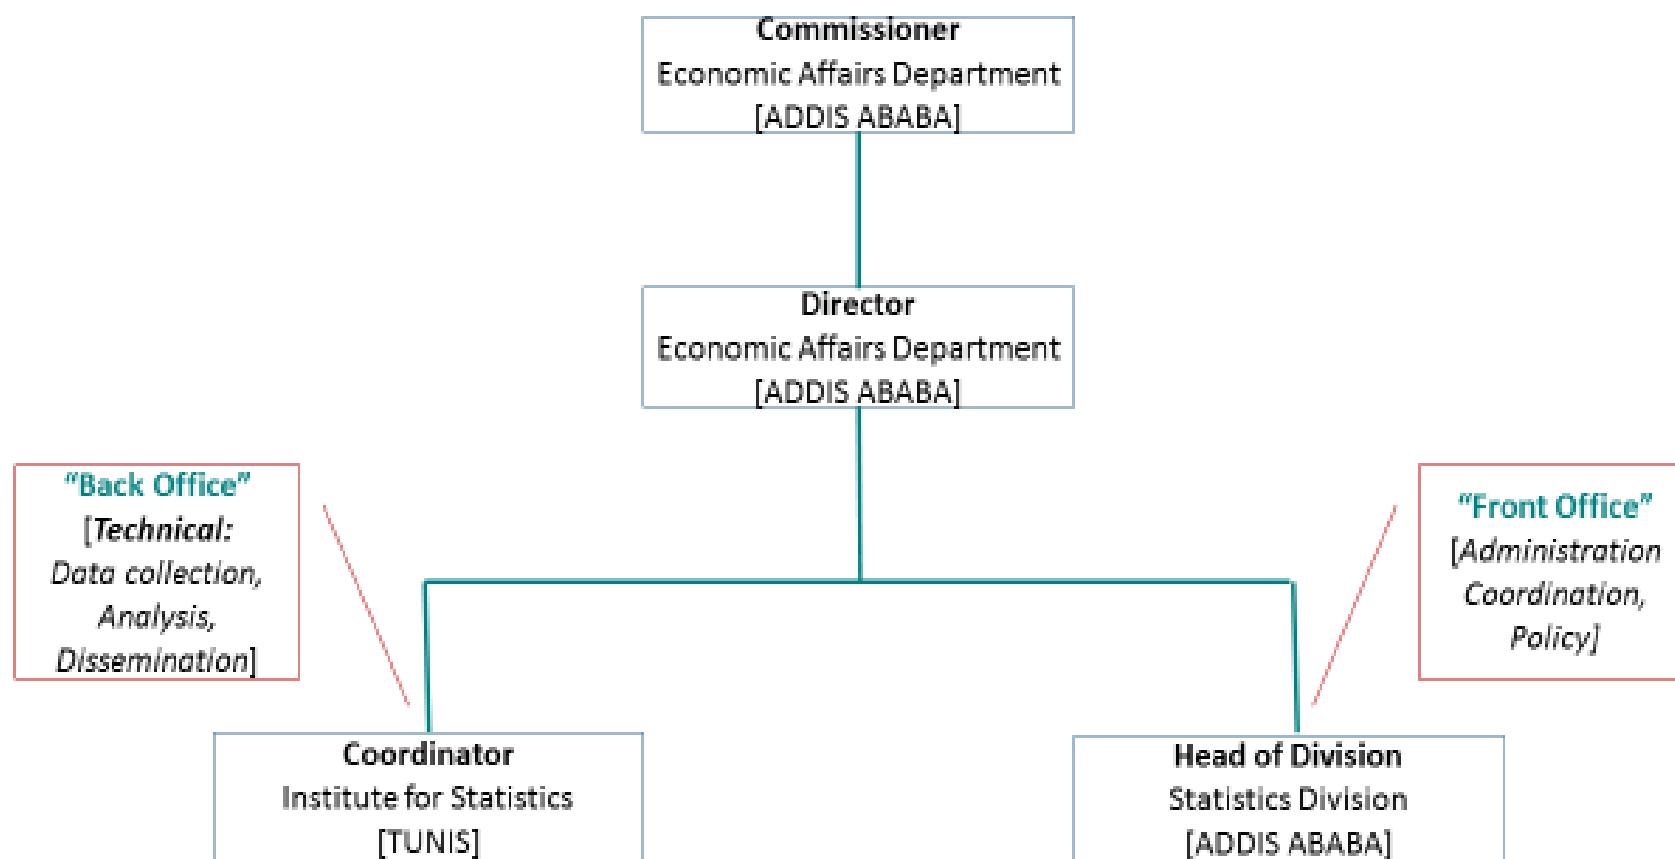 Commissioner
Economic Affairs Department
[ADDIS ABABA]
Director
Economic Affairs Department
[ADDIS ABABA]
“Back Office”
[Technical:
Data collection,
Analysis,
Dissemination]
“Front Office”
[Administration
Coordination,
Policy]
Coordinator
Institute for Statistics
[TUNIS]
Head of Division
Statistics Division
[ADDIS ABABA]